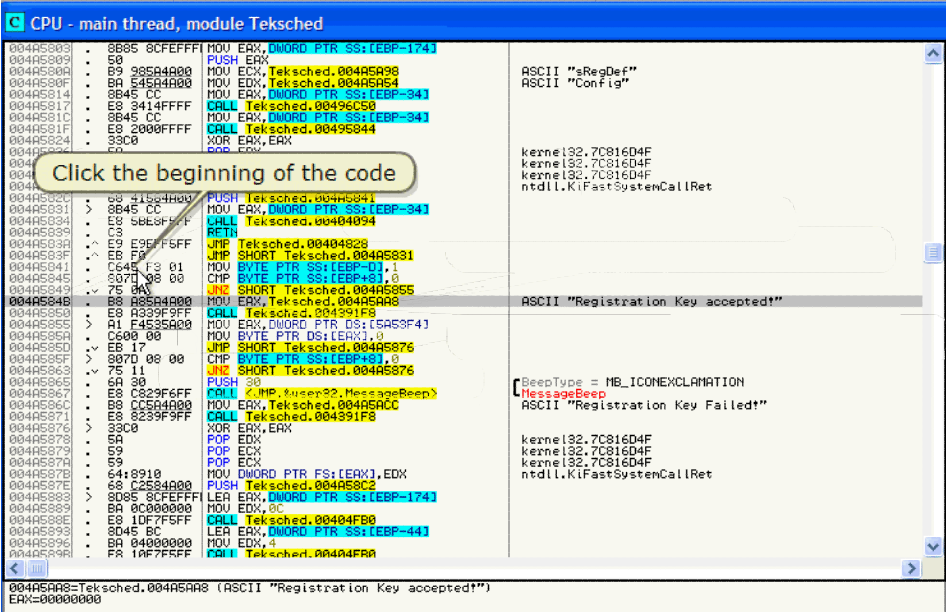 C CPU - main thread, module Teksched
004A5803 . 8B85 8CFEFFFF MOV EAX,DWORD PTR SS:[EBP-174]
004A5809 . 50 PUSH EAX
004A580A . B9 985A4A00 MOV ECX,Teksched.004A5A98 ASCII "sRegDef"
004A580F . BA 545A4A00 MOV EDX,Teksched.004A5A54 ASCII "Config"
004A5814 . 8B45 CC MOV EAX,DWORD PTR SS:[EBP-34]
004A5817 . E8 3414FFFF CALL Teksched.00496C50
004A581C . 8B45 CC MOV EAX,DWORD PTR SS:[EBP-34]
004A581F . E8 2000FFFF CALL Teksched.00495844
004A5824 . 33C0 XOR EAX,EAX
kernel32.7C816D4F
kernel32.7C816D4F
Click the beginning of the code
kernel32.7C816D4F
ntdll.KiFastSystemCallRet
004A582C . 68 41584A00 PUSH Teksched.004A5841
004A5831 > 8B45 CC MOV EAX,DWORD PTR SS:[EBP-34]
004A5834 . E8 5BE8F5FF CALL Teksched.00404094
004A5839 . C3 RETN
004A583A .^ E9 E9EFF5FF JMP Teksched.00404828
004A583F .^ EB F0 JMP SHORT Teksched.004A5831
004A5841 . C645 F3 01 MOV BYTE PTR SS:[EBP-D],1
004A5845 . 807D 08 00 CMP BYTE PTR SS:[EBP+8],0
004A5849 .v 75 0A JNZ SHORT Teksched.004A5855
004A584B . B8 A85A4A00 MOV EAX,Teksched.004A5AA8 ASCII "Registration Key accepted!"
004A5850 . E8 A339F9FF CALL Teksched.004391F8
004A5855 > A1 F4535A00 MOV EAX,DWORD PTR DS:[5A53F4]
004A585A . C600 00 MOV BYTE PTR DS:[EAX],0
004A585D .v EB 17 JMP SHORT Teksched.004A5876
004A585F > 807D 08 00 CMP BYTE PTR SS:[EBP+8],0
004A5863 .v 75 11 JNZ SHORT Teksched.004A5876
004A5865 . 6A 30 PUSH 30 BeepType = MB_ICONEXCLAMATION
004A5867 . E8 C829F6FF CALL <JMP.&user32.MessageBeep> MessageBeep
004A586C . B8 CC5A4A00 MOV EAX,Teksched.004A5ACC ASCII "Registration Key Failed!"
004A5871 . E8 8239F9FF CALL Teksched.004391F8
004A5876 > 33C0 XOR EAX,EAX
004A5878 . 5A POP EDX kernel32.7C816D4F
004A5879 . 59 POP ECX kernel32.7C816D4F
004A587A . 59 POP ECX kernel32.7C816D4F
004A587B . 64:8910 MOV DWORD PTR FS:[EAX],EDX ntdll.KiFastSystemCallRet
004A587E . 68 C2584A00 PUSH Teksched.004A58C2
004A5883 > 8D85 8CFEFFFF LEA EAX,DWORD PTR SS:[EBP-174]
004A5889 . BA 0C000000 MOV EDX,0C
004A588E . E8 1DF7F5FF CALL Teksched.00404FB0
004A5893 . 8D45 BC LEA EAX,DWORD PTR SS:[EBP-44]
004A5896 . BA 04000000 MOV EDX,4
004A589B . E8 10F7F5FF CALL Teksched.00404FB0
004A5AA8=Teksched.004A5AA8 (ASCII "Registration Key accepted!")
EAX=00000000